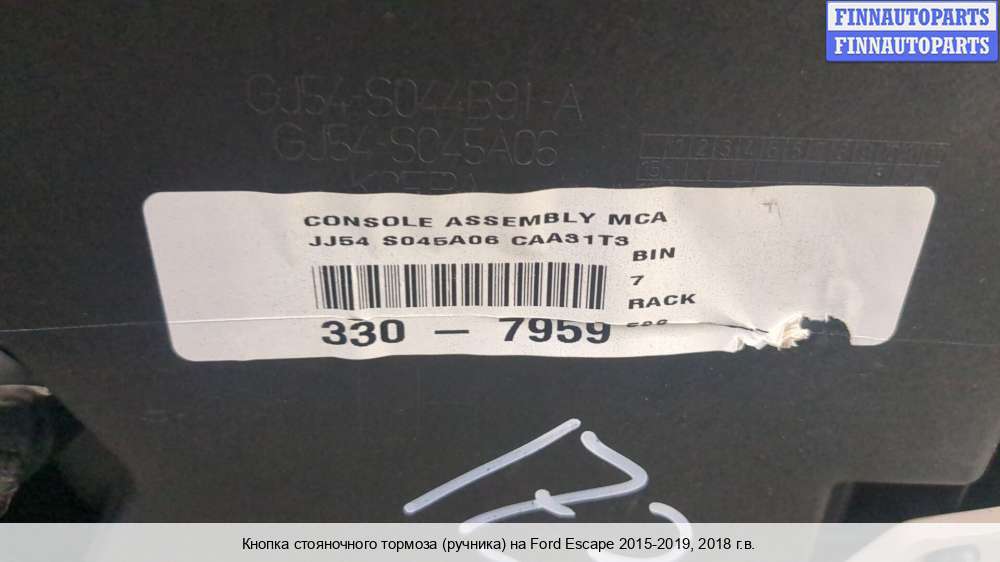 FINNAUTOPARTS
FINNAUTOPARTS
GJ54-S044B91-A
GJ54-S045A06
CONSOLE ASSEMBLY MCA
JJ54 S045A06 CAA31T3
BIN
7
RACK
330 - 7959
Кнопка стояночного тормоза (ручника) на Ford Escape 2015-2019, 2018 г.в.